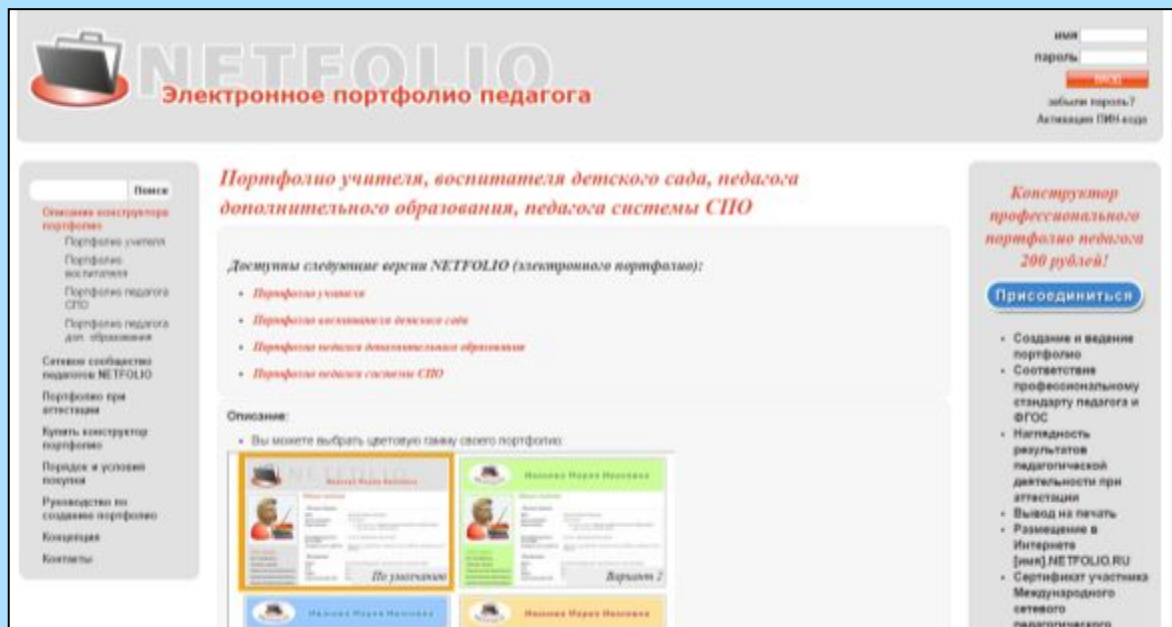 NETFOLIO
Электронное портфолио педагога
имя
пароль
ВХОД
забыли пароль?
Активация ПИН-кода
Поиск
Описание конструктора
портфолио
Портфолио учителя
Портфолио
воспитателя
Портфолио педагога
СПО
Портфолио педагога
доп. образования
Сетевое сообщество
педагогов NETFOLIO
Портфолио при
аттестации
Купить конструктор
портфолио
Порядок и условия
покупки
Руководство по
созданию портфолио
Концепция
Контакты
Портфолио учителя, воспитателя детского сада, педагога
дополнительного образования, педагога системы СПО
Доступны следующие версии NETFOLIO (электронного портфолио):
Портфолио учителя
Портфолио воспитателя детского сада
Портфолио педагога дополнительного образования
Портфолио педагога системы СПО
Описание:
Вы можете выбрать цветовую гамму своего портфолио:
NETFOLIO
Иванова Мария Ивановна
По умолчанию
Иванова Мария Ивановна
Вариант 2
Иванова Мария Ивановна
Иванова Мария Ивановна
Конструктор
профессионального
портфолио педагога
200 рублей!
Присоединиться
Создание и ведение
портфолио
Соответствие
профессиональному
стандарту педагога и
ФГОС
Наглядность
результатов
педагогической
деятельности при
аттестации
Вывод на печать
Размещение в
Интернете
[имя].NETFOLIO.RU
Сертификат участника
Международного
сетевого
педагогического